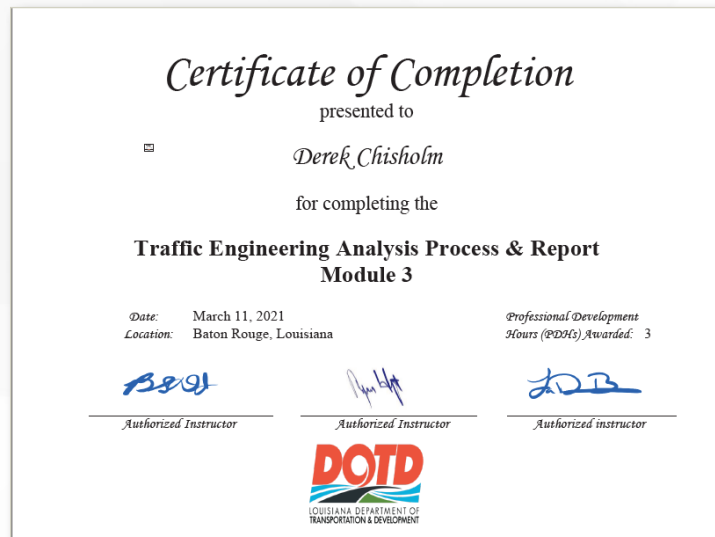 Certificate of Completion
presented to
Derek Chisholm
for completing the
Traffic Engineering Analysis Process & Report
Module 3
Date: March 11, 2021
Location: Baton Rouge, Louisiana
Professional Development
Hours (PDHs) Awarded: 3
Authorized Instructor
Authorized Instructor
Authorized instructor
DOTD
LOUISIANA DEPARTMENT OF
TRANSPORTATION & DEVELOPMENT